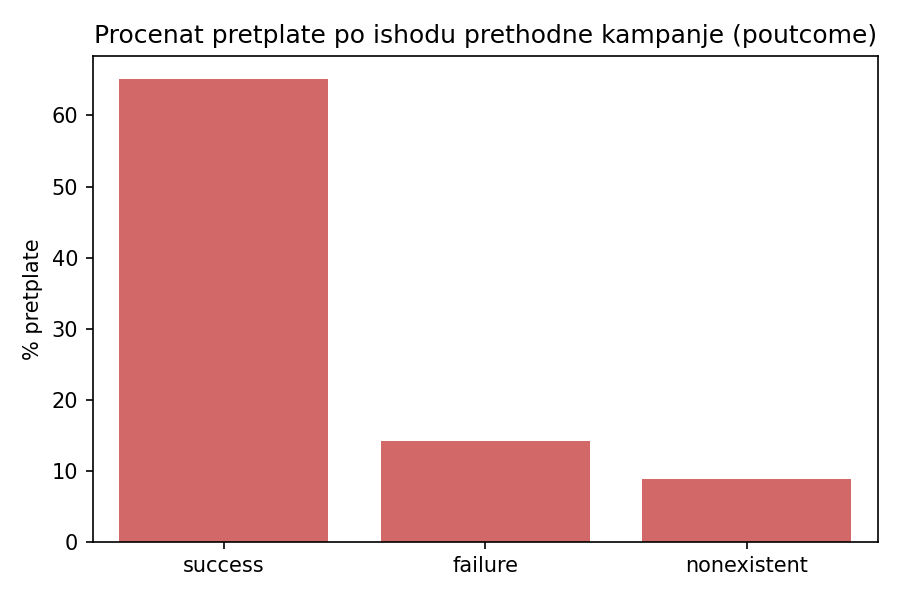 Procenat pretplate po ishodu prethodne kampanje (poutcome)
% pretplate
60
50
40
30
20
10
0
success
failure
nonexistent